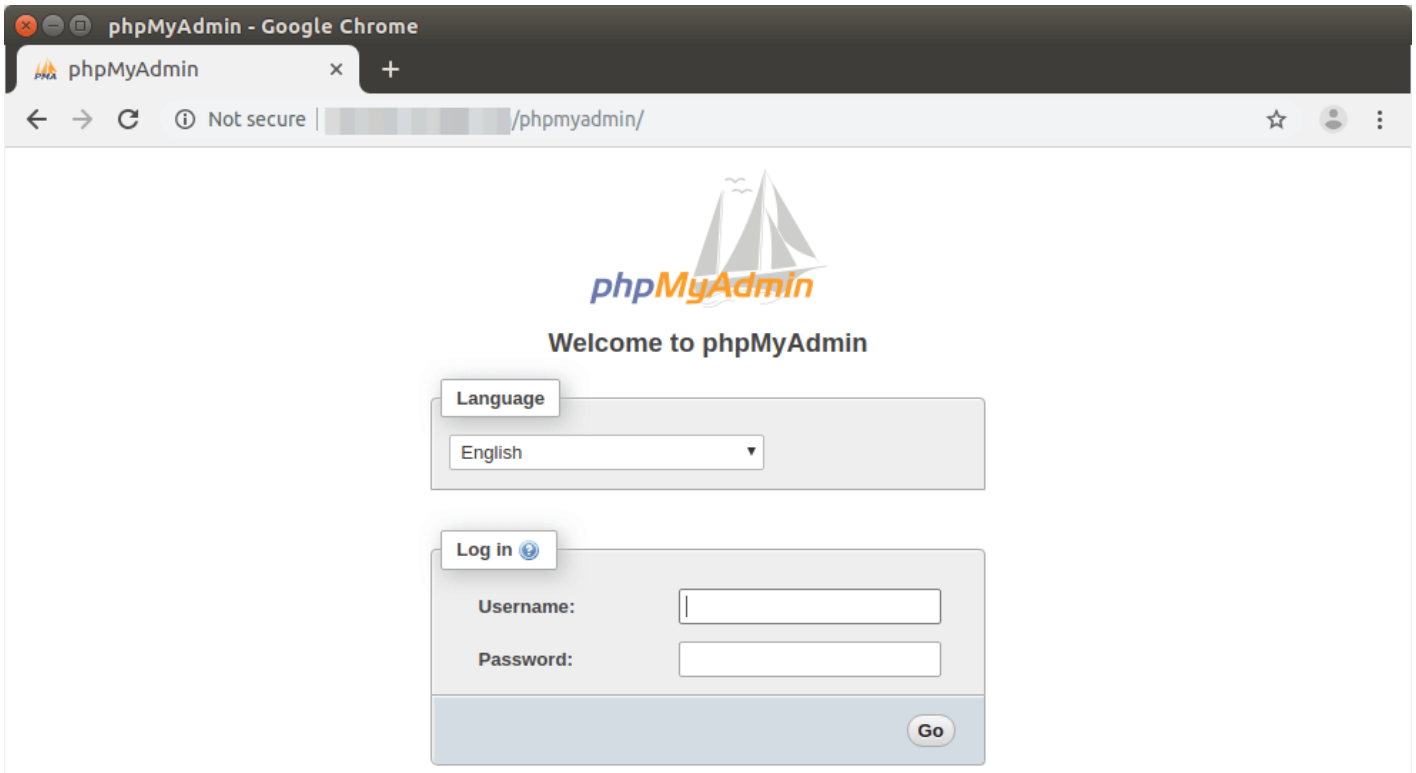 phpMyAdmin - Google Chrome
phpMyAdmin
Not secure | /phpmyadmin/
phpMyAdmin
Welcome to phpMyAdmin
Language
English
Log in
Username:
Password:
Go